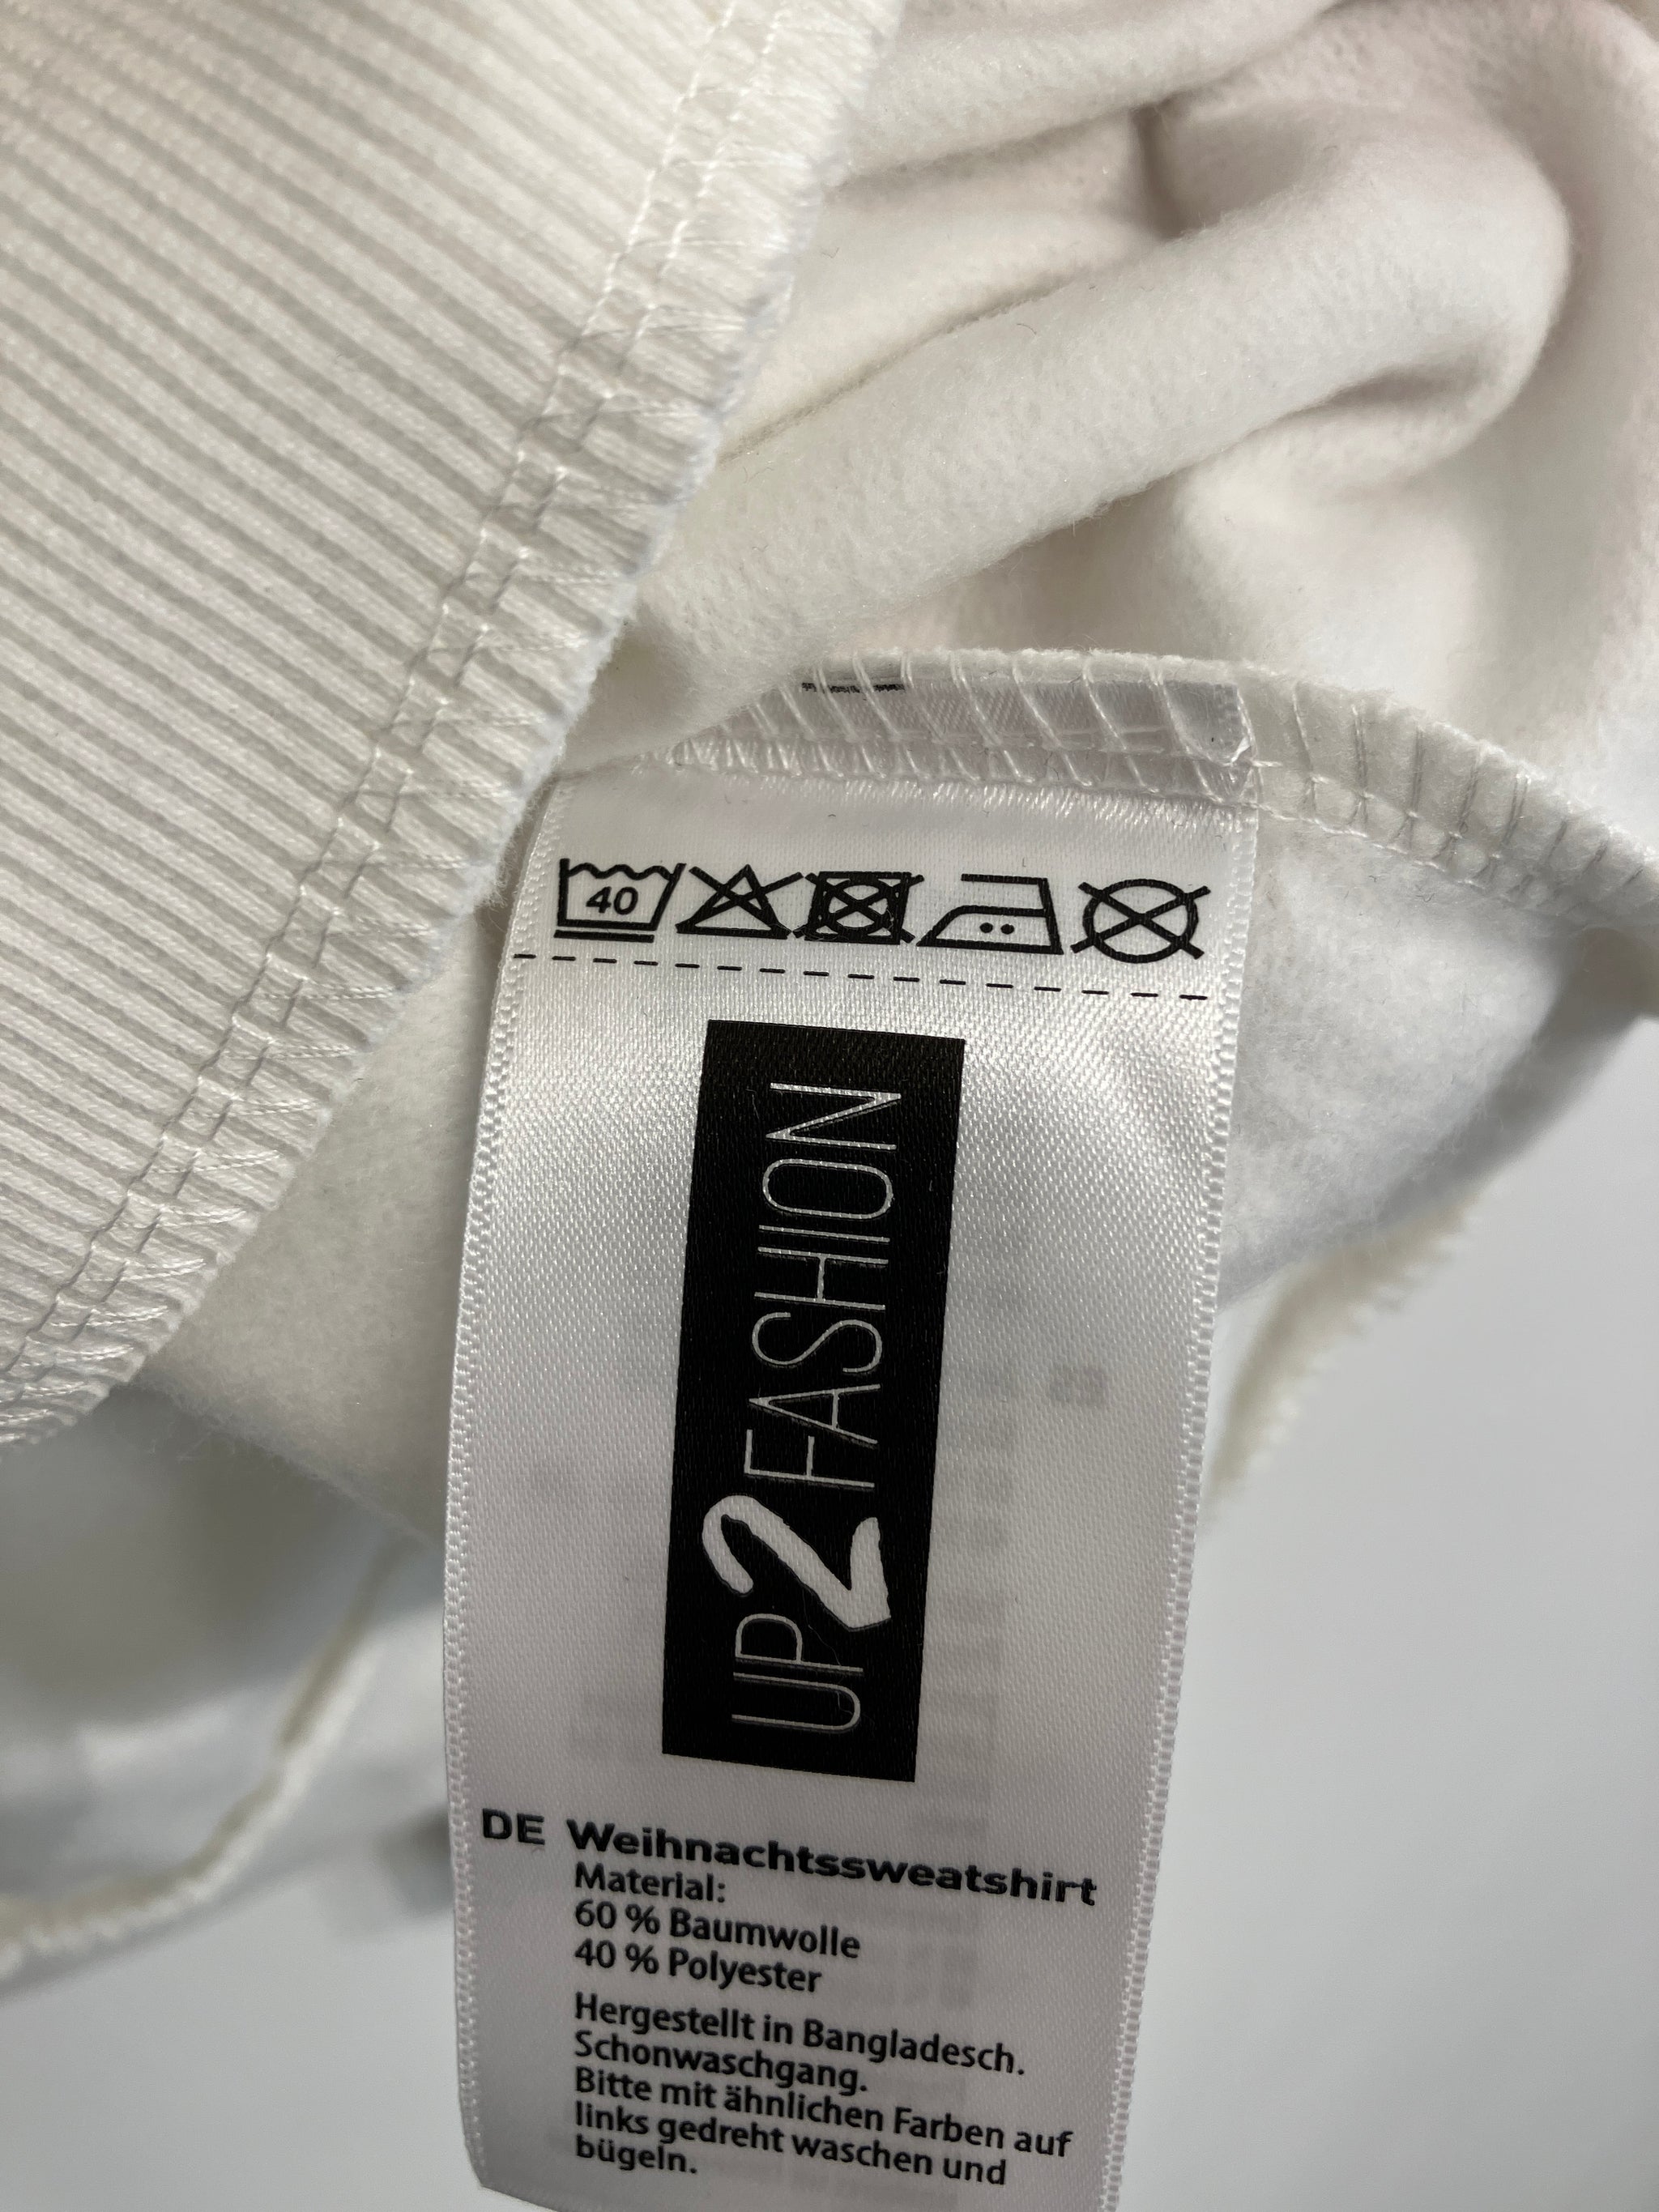 40
UP2FASHION
DE Weihnachtssweatshirt
Material:
60 % Baumwolle
40 % Polyester
Hergestellt in Bangladesch.
Schonwaschgang.
Bitte mit ähnlichen Farben auf
links gedreht waschen und
bügeln.